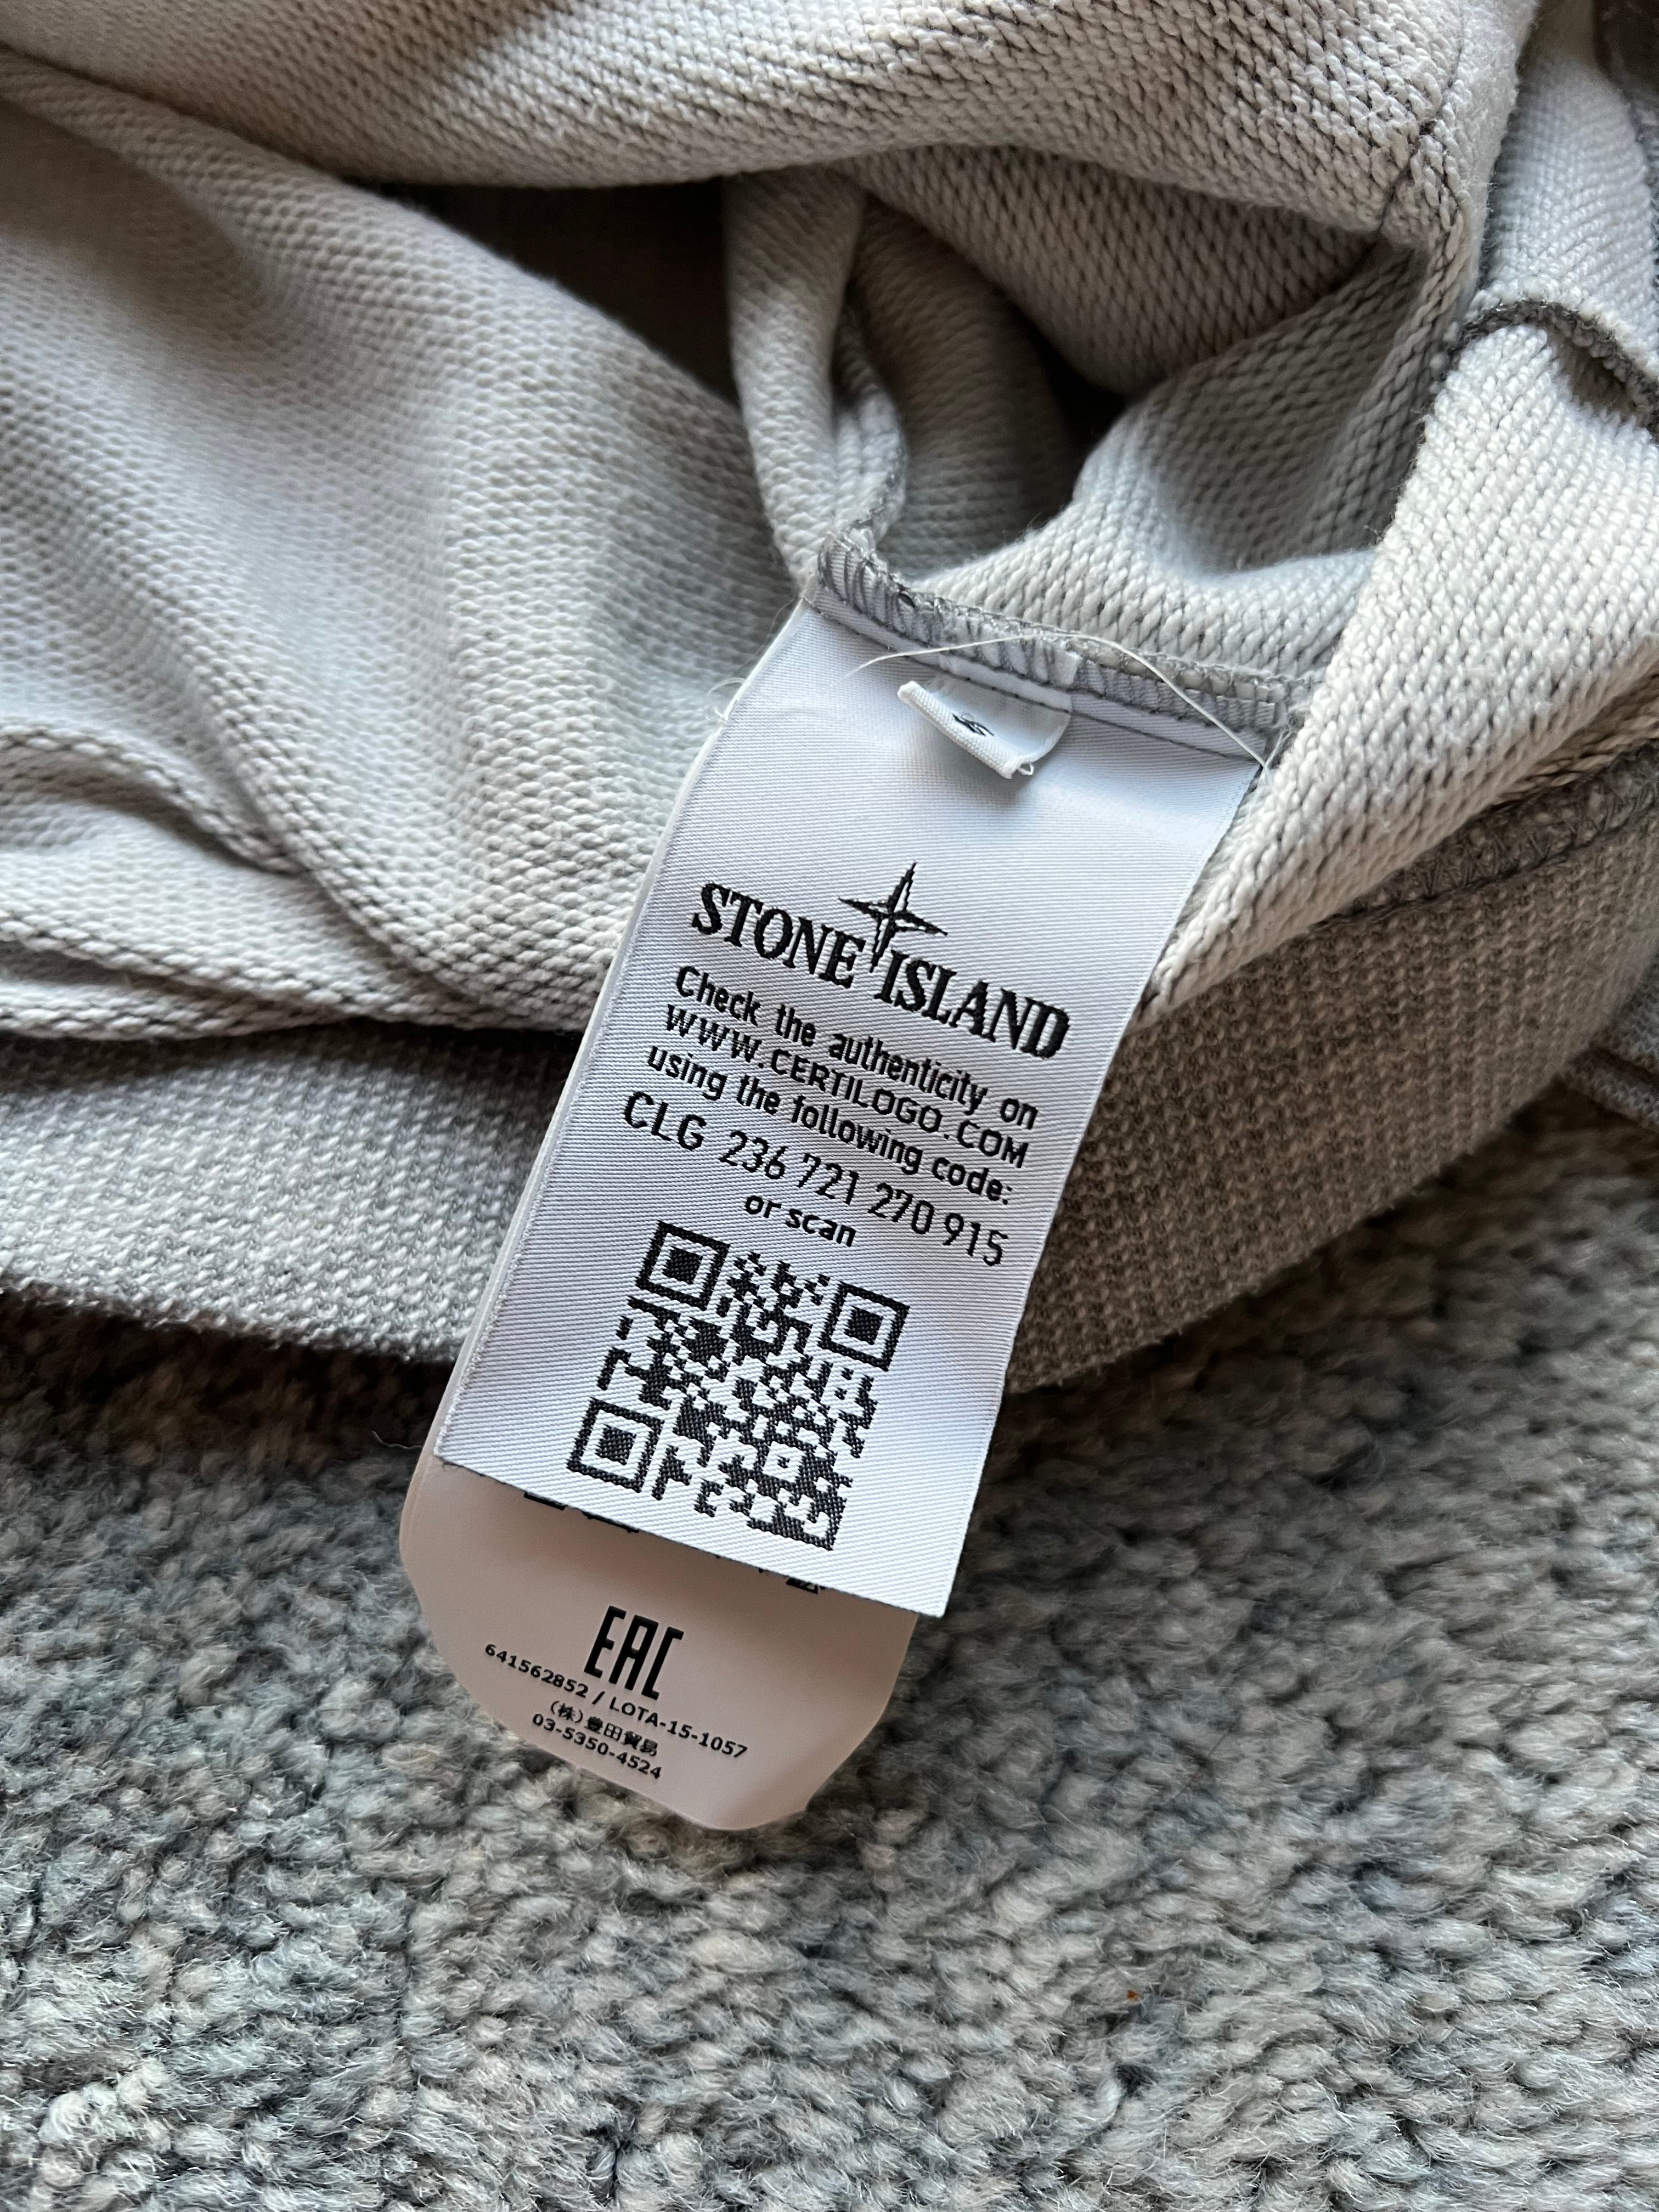 STONE ISLAND
Check the authenticity on
WWW.CERTILOGO.COM
using the following code:
CLG 236 721 270 915
or scan
EAC
641562852 / LOTA-15-1057
(株)豊田貿易
03-5350-4524